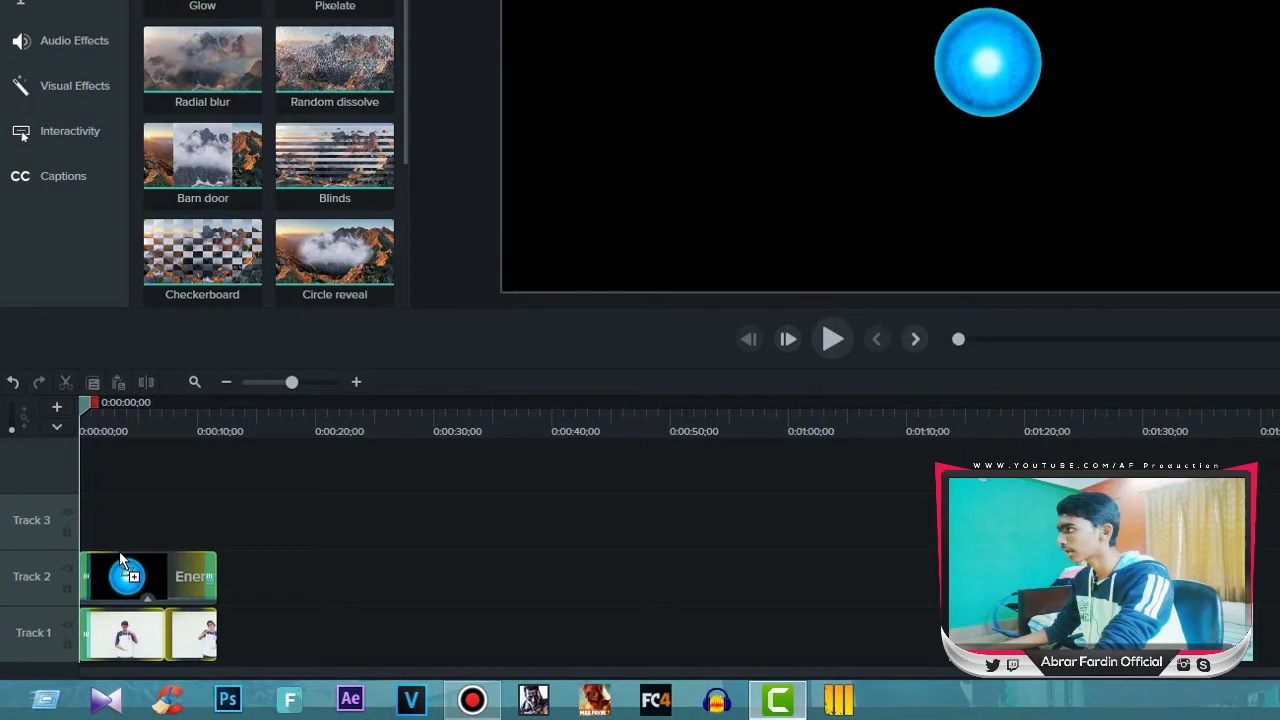 Glow
Pixelate
Audio Effects
Visual Effects
Radial blur
Random dissolve
Interactivity
CC Captions
Barn door
Blinds
Checkerboard
Circle reveal
0:00:00;00
0:00:00;00
0:00:10;00
0:00:20;00
0:00:30;00
0:00:40;00
0:00:50;00
0:01:00;00
0:01:10;00
0:01:20;00
0:01:30;00
WWW.YOUTUBE.COM/AF Production
Track 3
Track 2
Ener
Track 1
Abrar Fardin Official
Ps
F
Ae
V
FC4
C